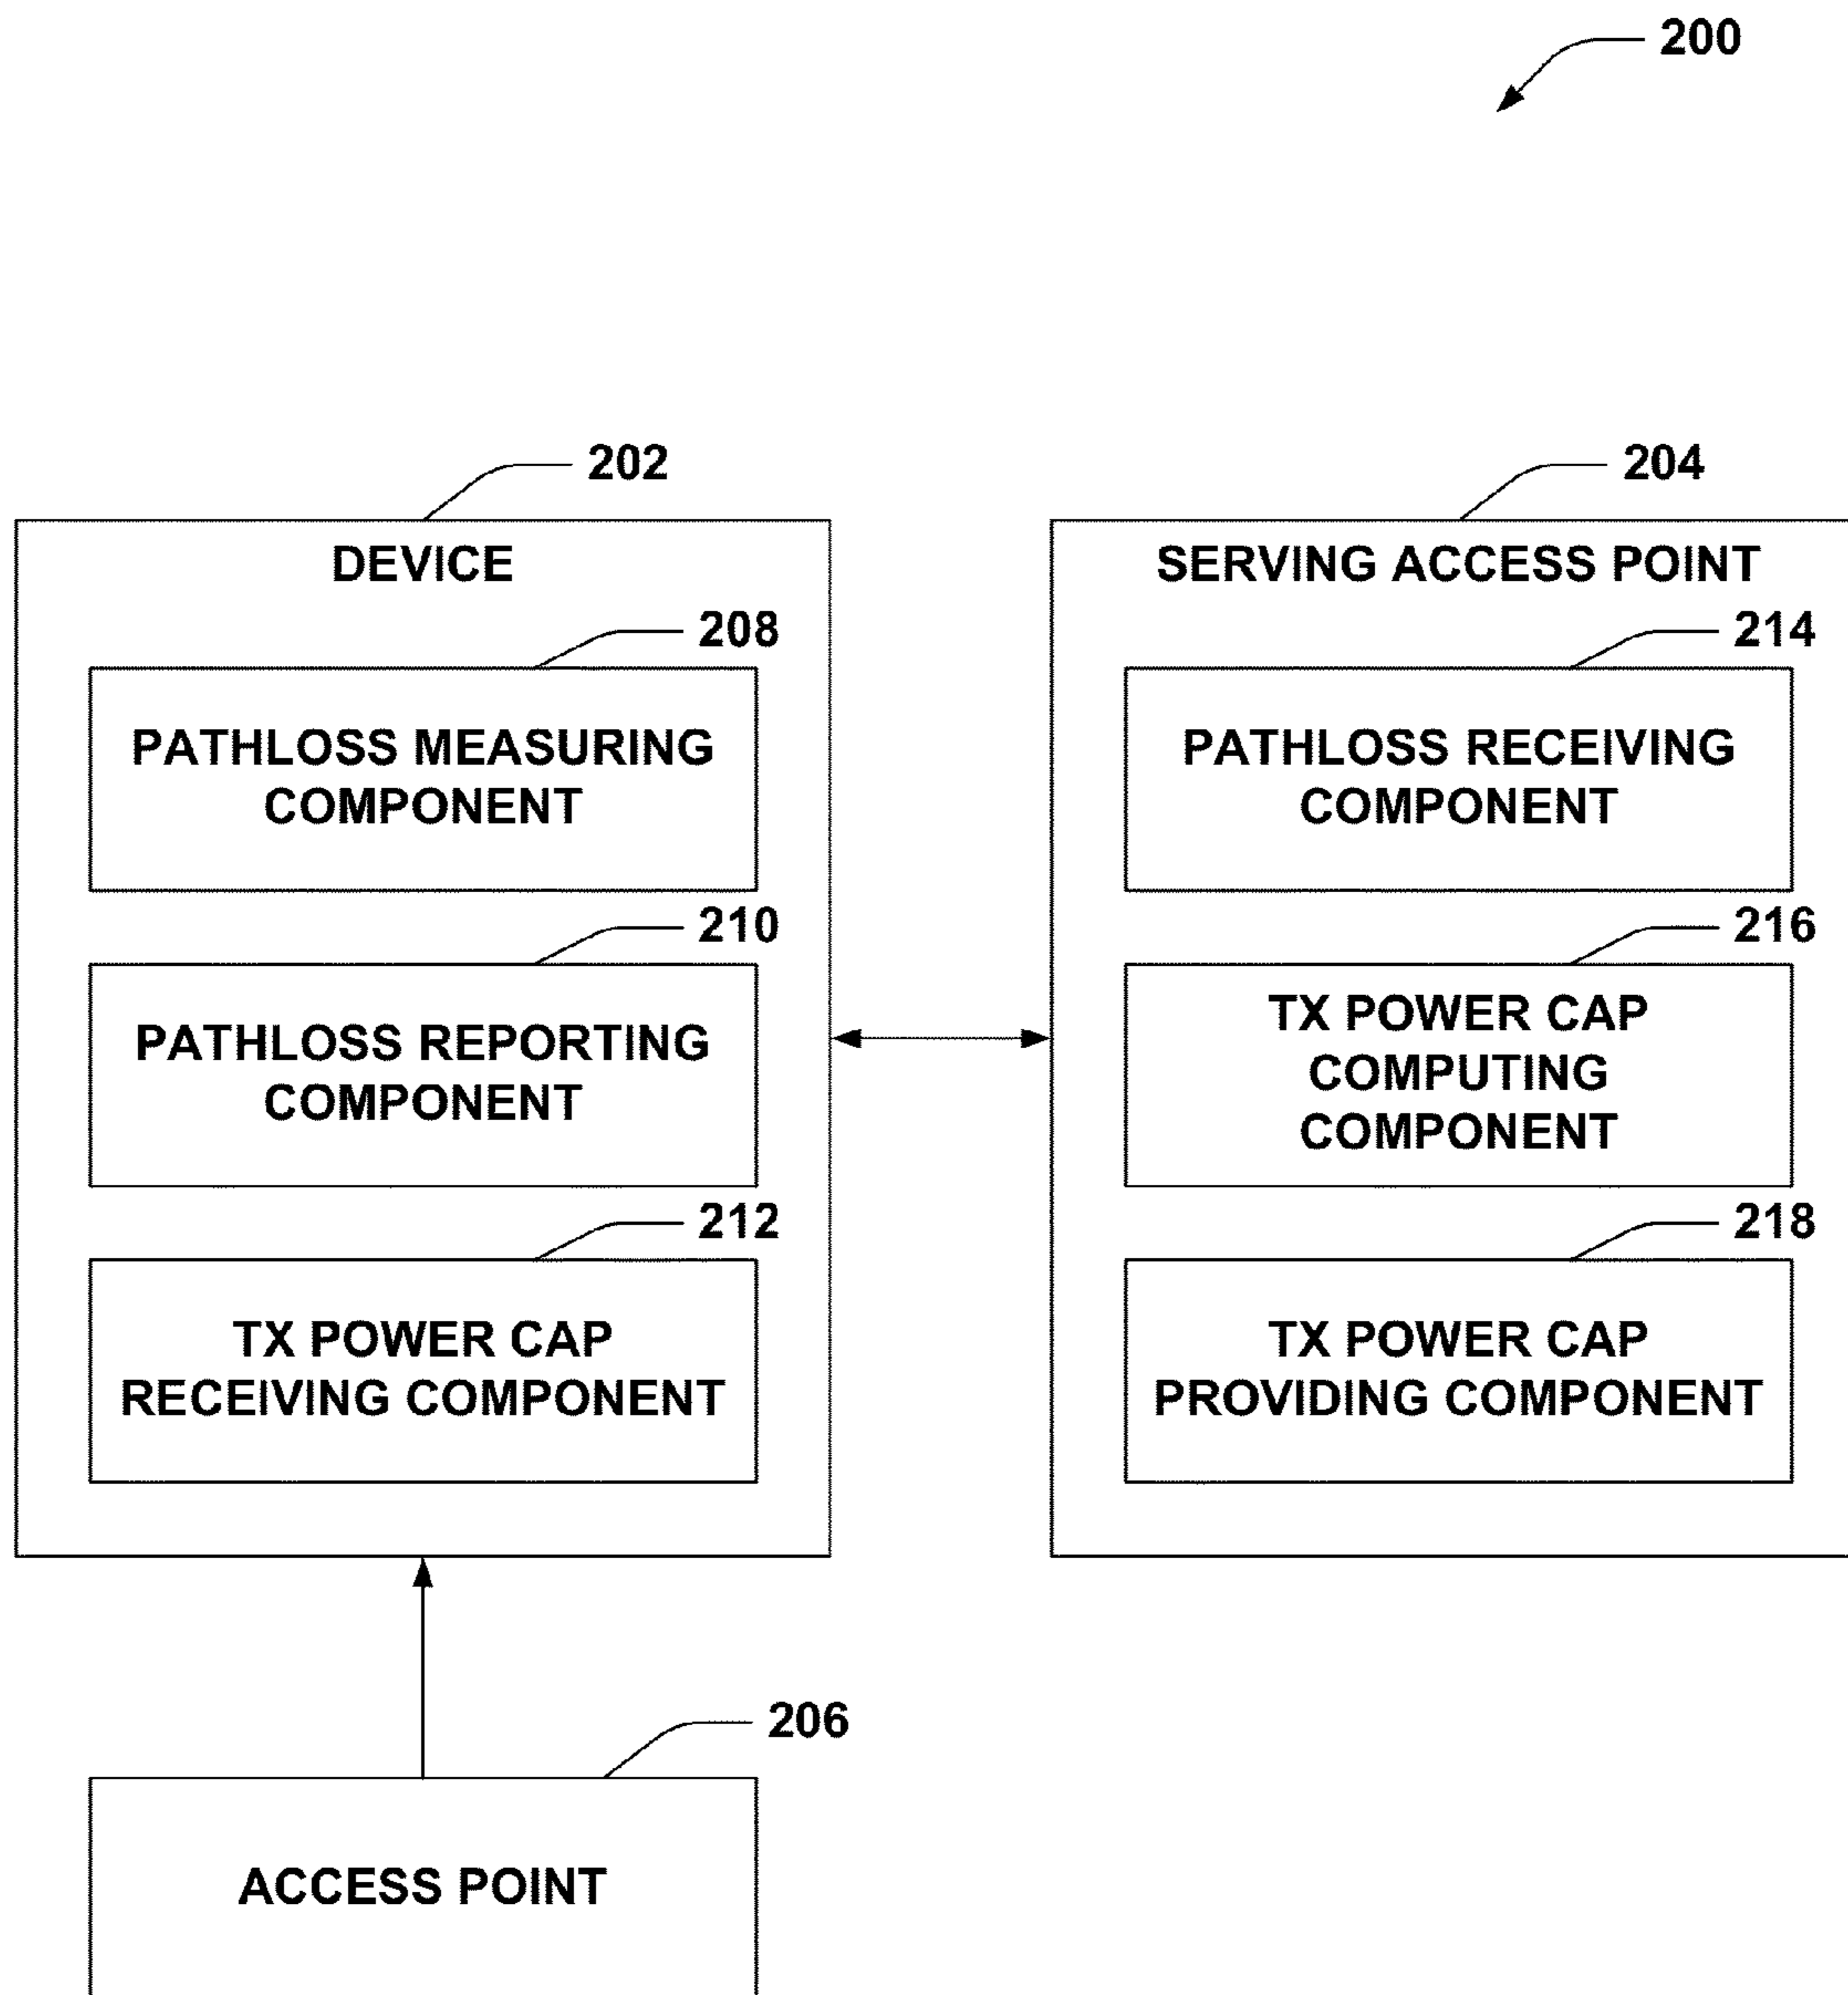 200
202
204
DEVICE
SERVING ACCESS POINT
208
214
PATHLOSS MEASURING
COMPONENT
PATHLOSS RECEIVING
COMPONENT
210
216
PATHLOSS REPORTING
COMPONENT
TX POWER CAP
COMPUTING
COMPONENT
212
218
TX POWER CAP
RECEIVING COMPONENT
TX POWER CAP
PROVIDING COMPONENT
206
ACCESS POINT